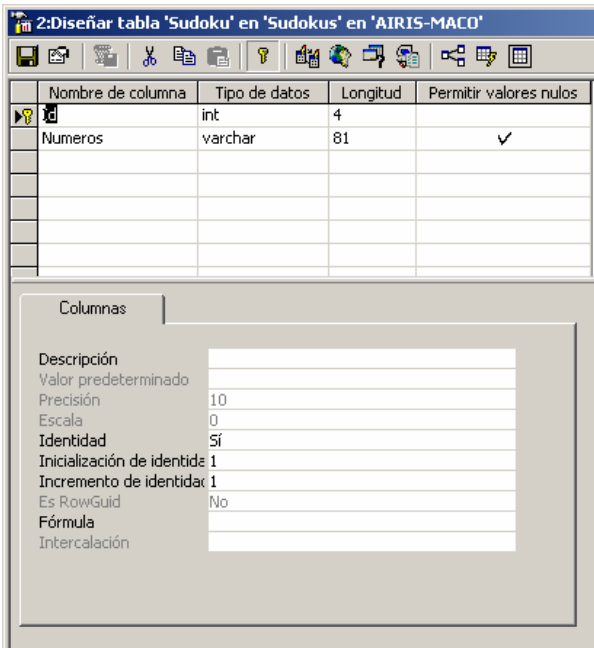 2:Diseñar tabla 'Sudoku' en 'Sudokus' en 'AIRIS-MACO'
Nombre de columna Tipo de datos Longitud Permitir valores nulos
Id int 4
Numeros varchar 81
Columnas
Descripción
Valor predeterminado
Precisión 10
Escala 0
Identidad Sí
Inicialización de identida 1
Incremento de identidad 1
Es RowGuid No
Fórmula
Intercalación